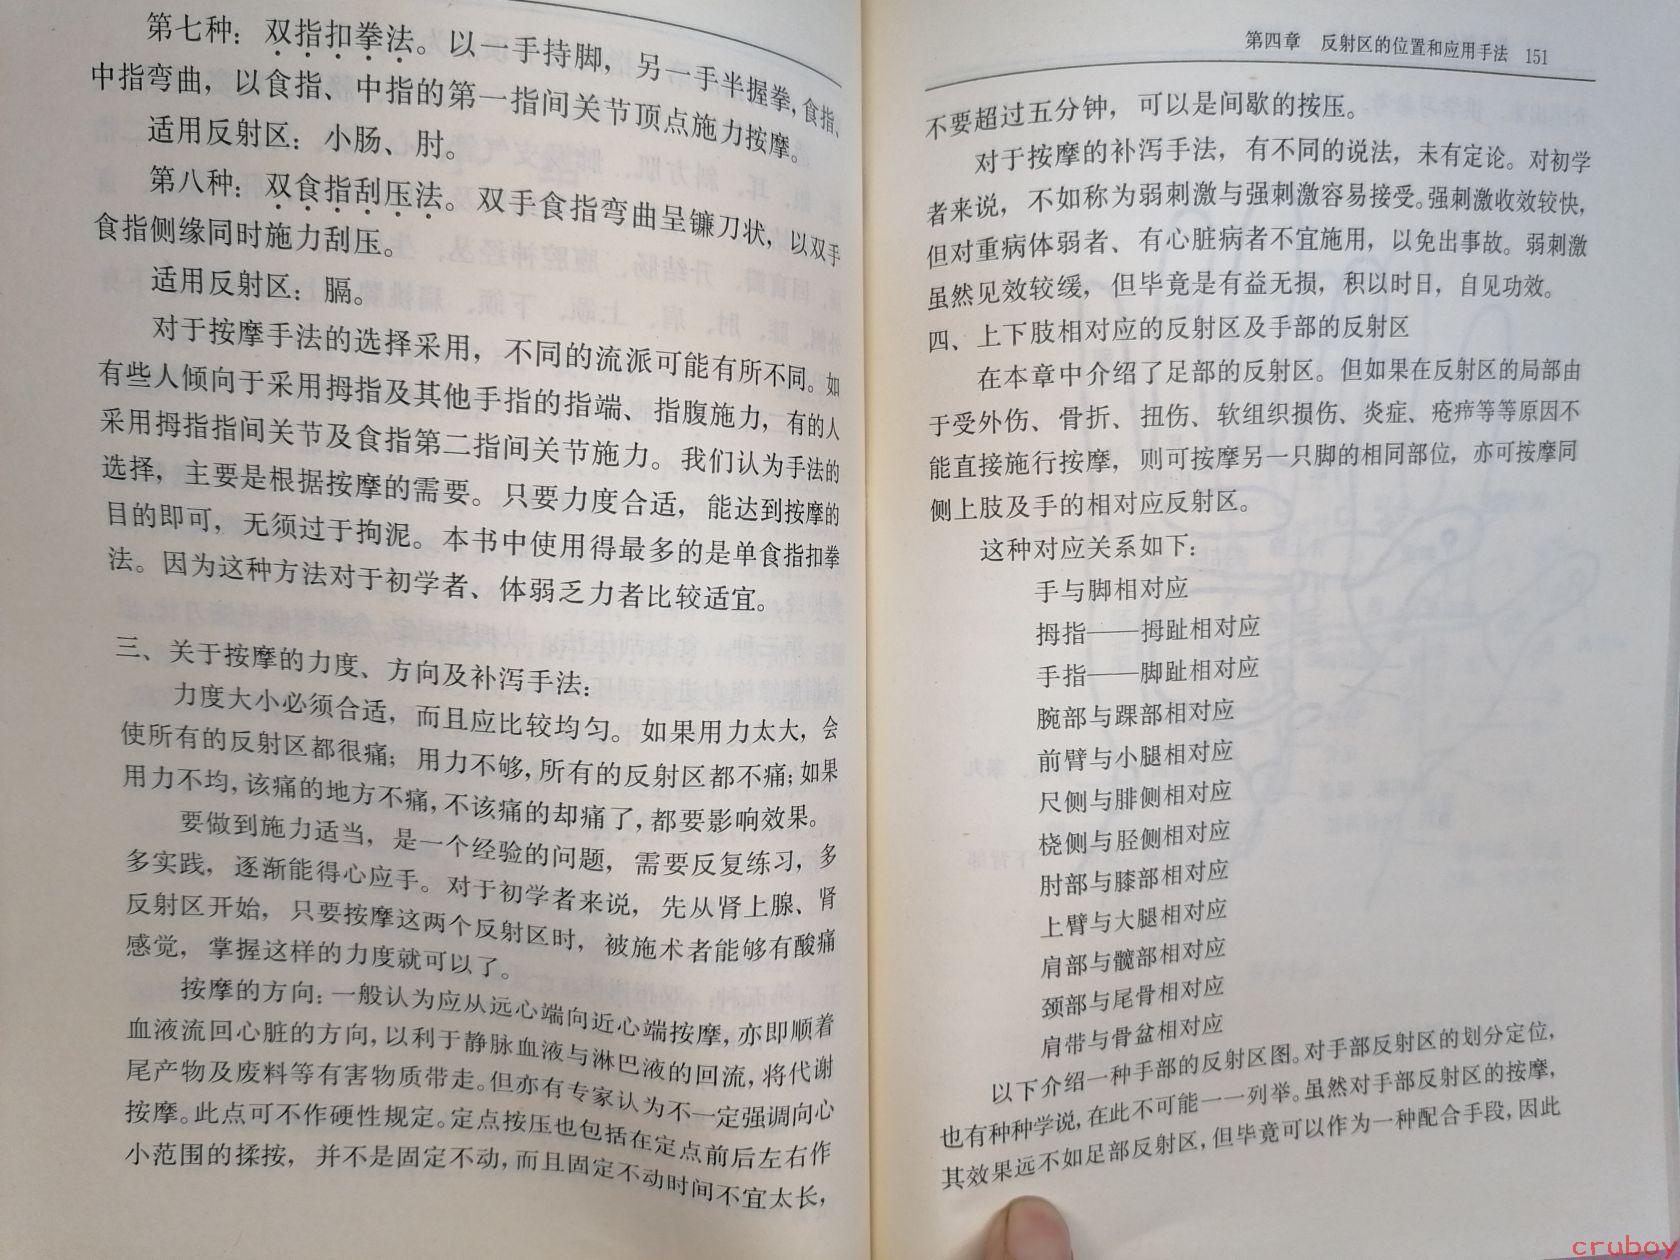 第七种：双指扣拳法。以一手持脚，另一手半握拳，食指、
中指弯曲，以食指、中指的第一指间关节顶点施力按摩。
适用反射区：小肠、肘。
第八种：双食指刮压法。双手食指弯曲呈镰刀状，以双手
食指侧缘同时施力刮压。
适用反射区：膈。
对于按摩手法的选择采用，不同的流派可能有所不同。如
有些人倾向于采用拇指及其他手指的指端、指腹施力，有的人
采用拇指指间关节及食指第二指间关节施力。我们认为手法的
选择，主要是根据按摩的需要。只要力度合适，能达到按摩的
目的即可，无须过于拘泥。本书中使用得最多的是单食指扣拳
法。因为这种方法对于初学者、体弱乏力者比较适宜。
三、关于按摩的力度、方向及补泻手法：
力度大小必须合适，而且应比较均匀。如果用力太大，会
使所有的反射区都很痛；用力不够，所有的反射区都不痛；如果
用力不均，该痛的地方不痛，不该痛的却痛了，都要影响效果。
要做到施力适当，是一个经验的问题，需要反复练习，多
多实践，逐渐能得心应手。对于初学者来说，先从肾上腺、肾
反射区开始，只要按摩这两个反射区时，被施术者能够有酸痛
感觉，掌握这样的力度就可以了。
按摩的方向：一般认为应从远心端向近心端按摩，亦即顺着
血液流回心脏的方向，以利于静脉血液与淋巴液的回流，将代谢
尾产物及废料等有害物质带走。但亦有专家认为不一定强调向心
按摩。此点可不作硬性规定。定点按压也包括在定点前后左右作
小范围的揉按，并不是固定不动，而且固定不动时间不宜太长，
第四章 反射区的位置和应用手法 151
不要超过五分钟，可以是间歇的按压。
对于按摩的补泻手法，有不同的说法，未有定论。对初学
者来说，不如称为弱刺激与强刺激容易接受。强刺激收效较快，
但对重病体弱者、有心脏病者不宜施用，以免出事故。弱刺激
虽然见效较缓，但毕竟是有益无损，积以时日，自见功效。
四、上下肢相对应的反射区及手部的反射区
在本章中介绍了足部的反射区。但如果在反射区的局部由
于受外伤、骨折、扭伤、软组织损伤、炎症、疮疖等等原因不
能直接施行按摩，则可按摩另一只脚的相同部位，亦可按摩同
侧上肢及手的相对应反射区。
这种对应关系如下：
手与脚相对应
拇指——拇趾相对应
手指——脚趾相对应
腕部与踝部相对应
前臂与小腿相对应
尺侧与腓侧相对应
桡侧与胫侧相对应
肘部与膝部相对应
上臂与大腿相对应
肩部与髋部相对应
颈部与尾骨相对应
肩带与骨盆相对应
以下介绍一种手部的反射区图。对手部反射区的划分定位，
也有种种学说，在此不可能一一列举。虽然对手部反射区的按摩，
其效果远不如足部反射区，但毕竟可以作为一种配合手段，因此
cruboy